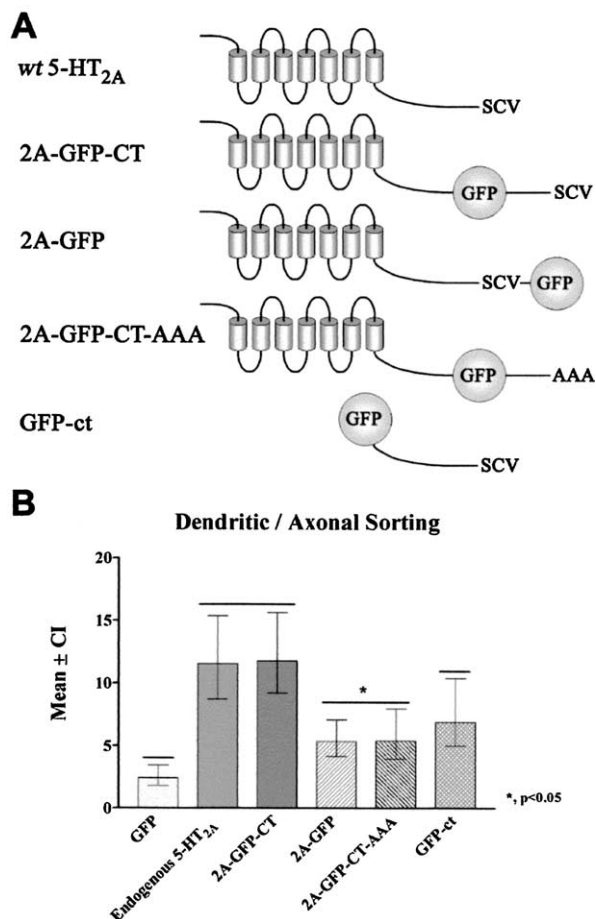 A
wt 5-HT2A
SCV
2A-GFP-CT
GFP
SCV
2A-GFP
SCV
GFP
2A-GFP-CT-AAA
GFP
AAA
GFP-ct
GFP
SCV
B
Dendritic / Axonal Sorting
Mean ± CI
20
15
10
5
0
*
*, p<0.05
GFP
Endogenous 5-HT2A
2A-GFP-CT
2A-GFP
2A-GFP-CT-AAA
GFP-ct